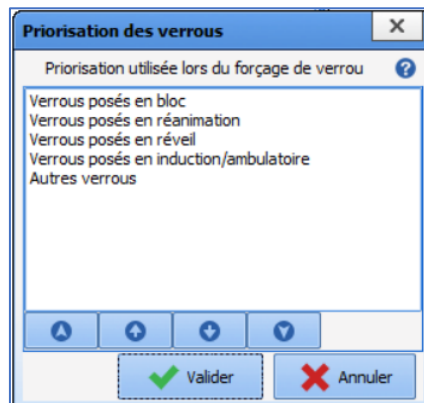 Priorisation des verrous
Priorisation utilisée lors du forçage de verrou
Verrous posés en bloc
Verrous posés en réanimation
Verrous posés en réveil
Verrous posés en induction/ambulatoire
Autres verrous
Valider Annuler